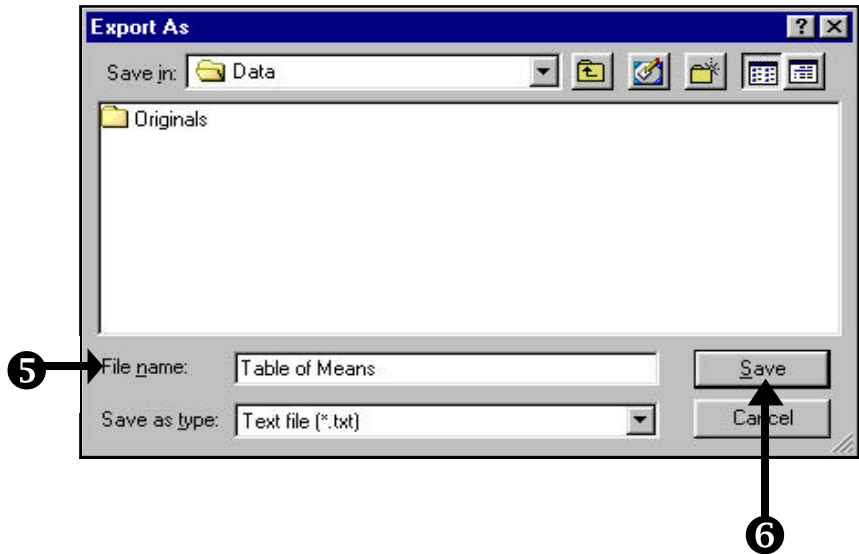 Export As
Save in: Data
Originals
5 File name: Table of Means Save
Save as type: Text file (*.txt) Cancel
6